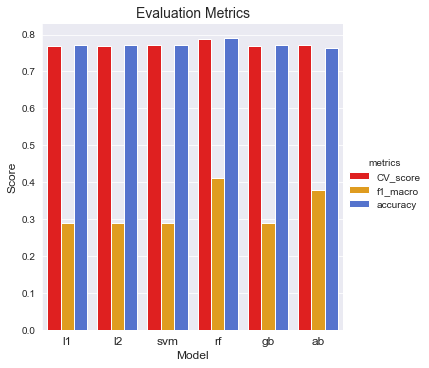 Evaluation Metrics
0.8
0.7
0.6
0.5
0.4
0.3
0.2
0.1
0.0
Score
l1 l2 svm rf gb ab
Model
metrics
CV_score
f1_macro
accuracy